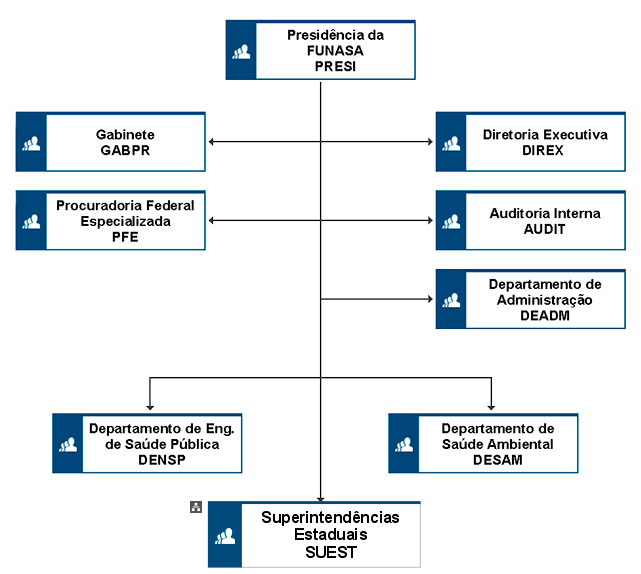 Presidência da
FUNASA
PRESI
Gabinete
GABPR
Diretoria Executiva
DIREX
Procuradoria Federal
Especializada
PFE
Auditoria Interna
AUDIT
Departamento de
Administração
DEADM
Departamento de Eng.
de Saúde Pública
DENSP
Departamento de
Saúde Ambiental
DESAM
Superintendências
Estaduais
SUEST